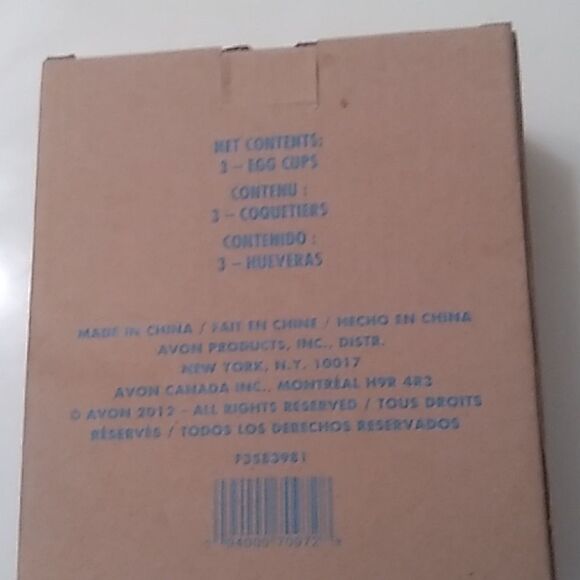 NET CONTENTS:
3 – EGG CUPS
CONTENU :
3 – COQUETIERS
CONTENIDO :
3 – HUEVERAS
MADE IN CHINA / FAIT EN CHINE / HECHO EN CHINA
AVON PRODUCTS, INC., DISTR.
NEW YORK, N.Y. 10017
AVON CANADA INC., MONTRÉAL H9R 4R3
© AVON 2012 - ALL RIGHTS RESERVED / TOUS DROITS
RÉSERVÉS / TODOS LOS DERECHOS RESERVADOS
F3583981
94000 70972